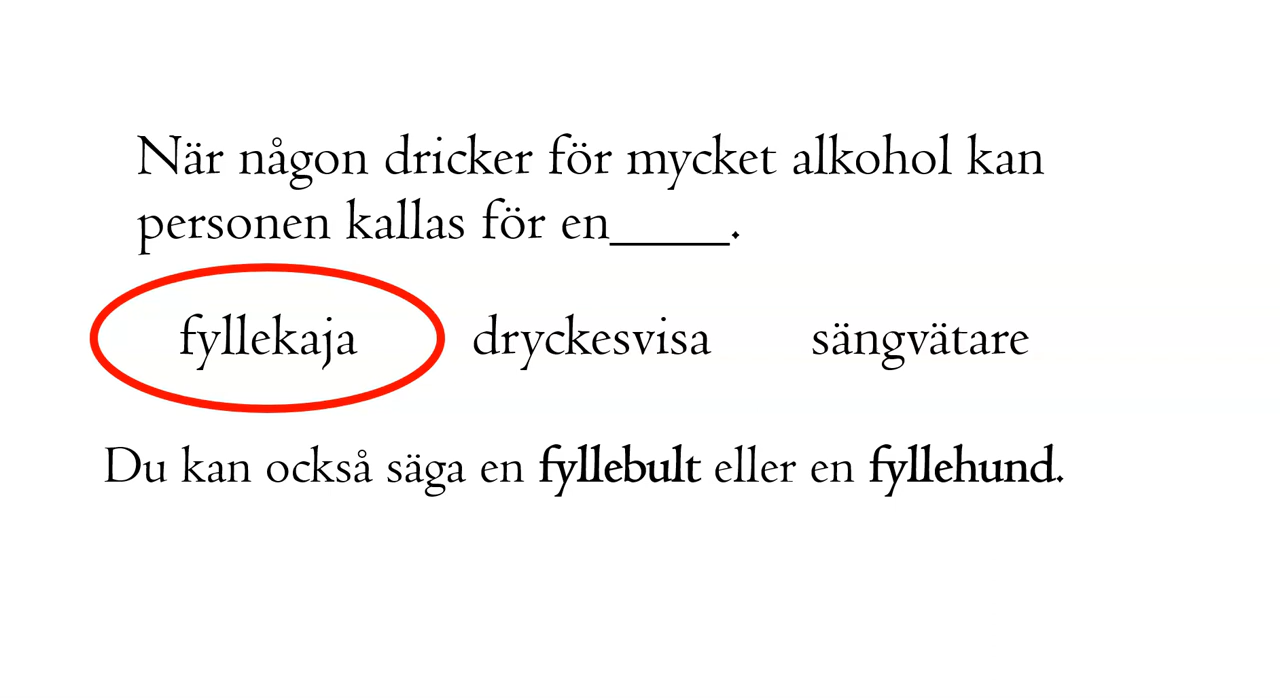 När någon dricker för mycket alkohol kan
personen kallas för en_____.
fyllekaja dryckesvisa sängvätare
Du kan också säga en fyllebult eller en fyllehund.